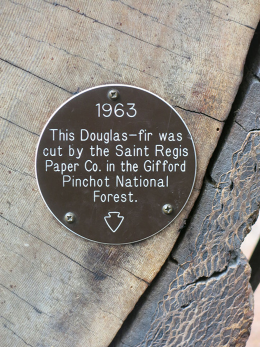 1963
This Douglas-fir was
cut by the Saint Regis
Paper Co. in the Gifford
Pinchot National
Forest.